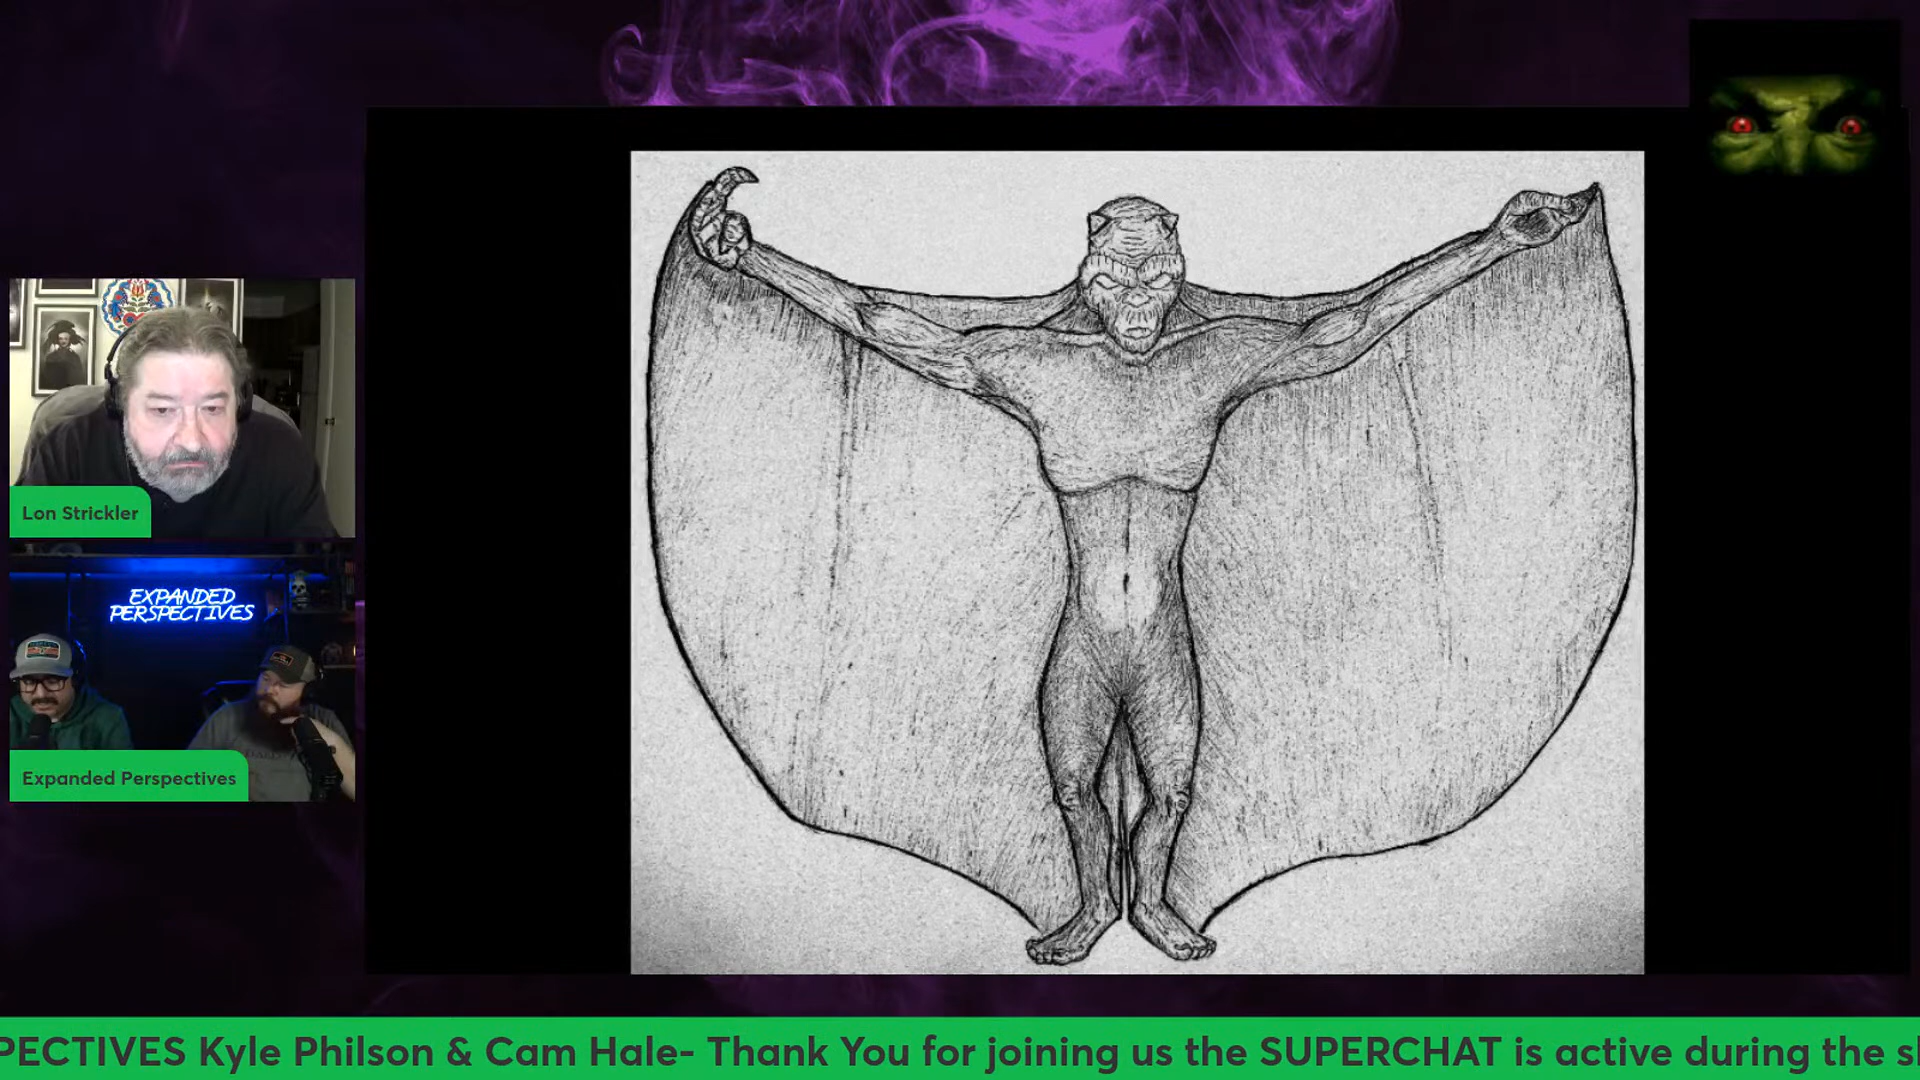 Lon Strickler
EXPANDED
PERSPECTIVES
Expanded Perspectives
PECTIVES Kyle Philson & Cam Hale- Thank You for joining us the SUPERCHAT is active during the